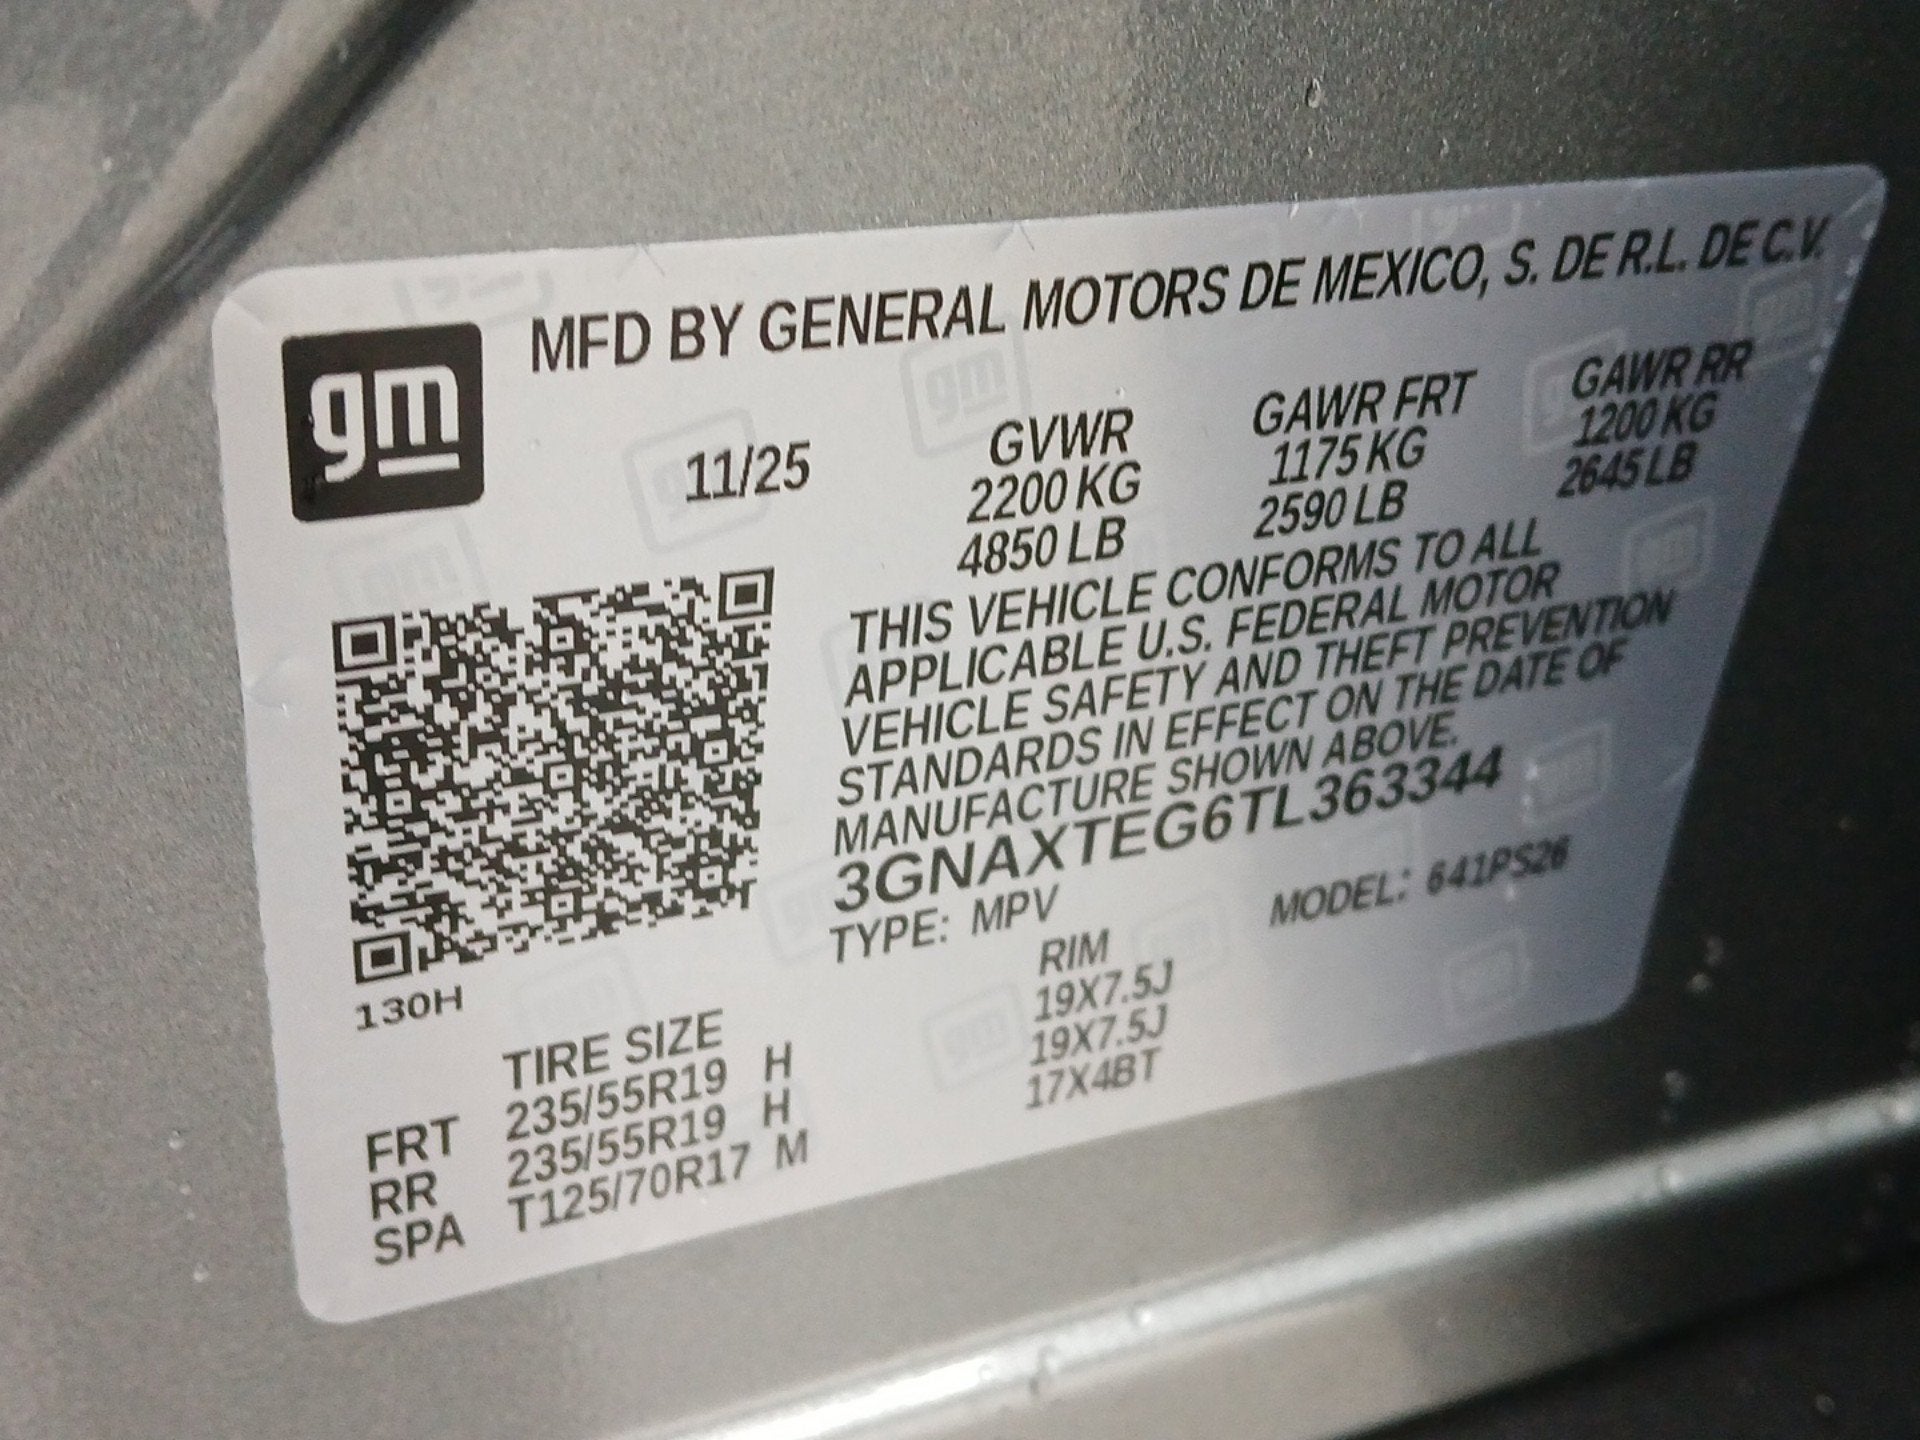 gm
MFD BY GENERAL MOTORS DE MEXICO, S. DE R.L. DE C.V.
11/25
GVWR
2200 KG
4850 LB
GAWR FRT
1175 KG
2590 LB
GAWR RR
1200 KG
2645 LB
THIS VEHICLE CONFORMS TO ALL
APPLICABLE U.S. FEDERAL MOTOR
VEHICLE SAFETY AND THEFT PREVENTION
STANDARDS IN EFFECT ON THE DATE OF
MANUFACTURE SHOWN ABOVE.
3GNAXTEG6TL363344
TYPE: MPV MODEL: 641PS26
130H
TIRE SIZE RIM
FRT 235/55R19 H 19X7.5J
RR 235/55R19 H 19X7.5J
SPA T125/70R17 M 17X4BT